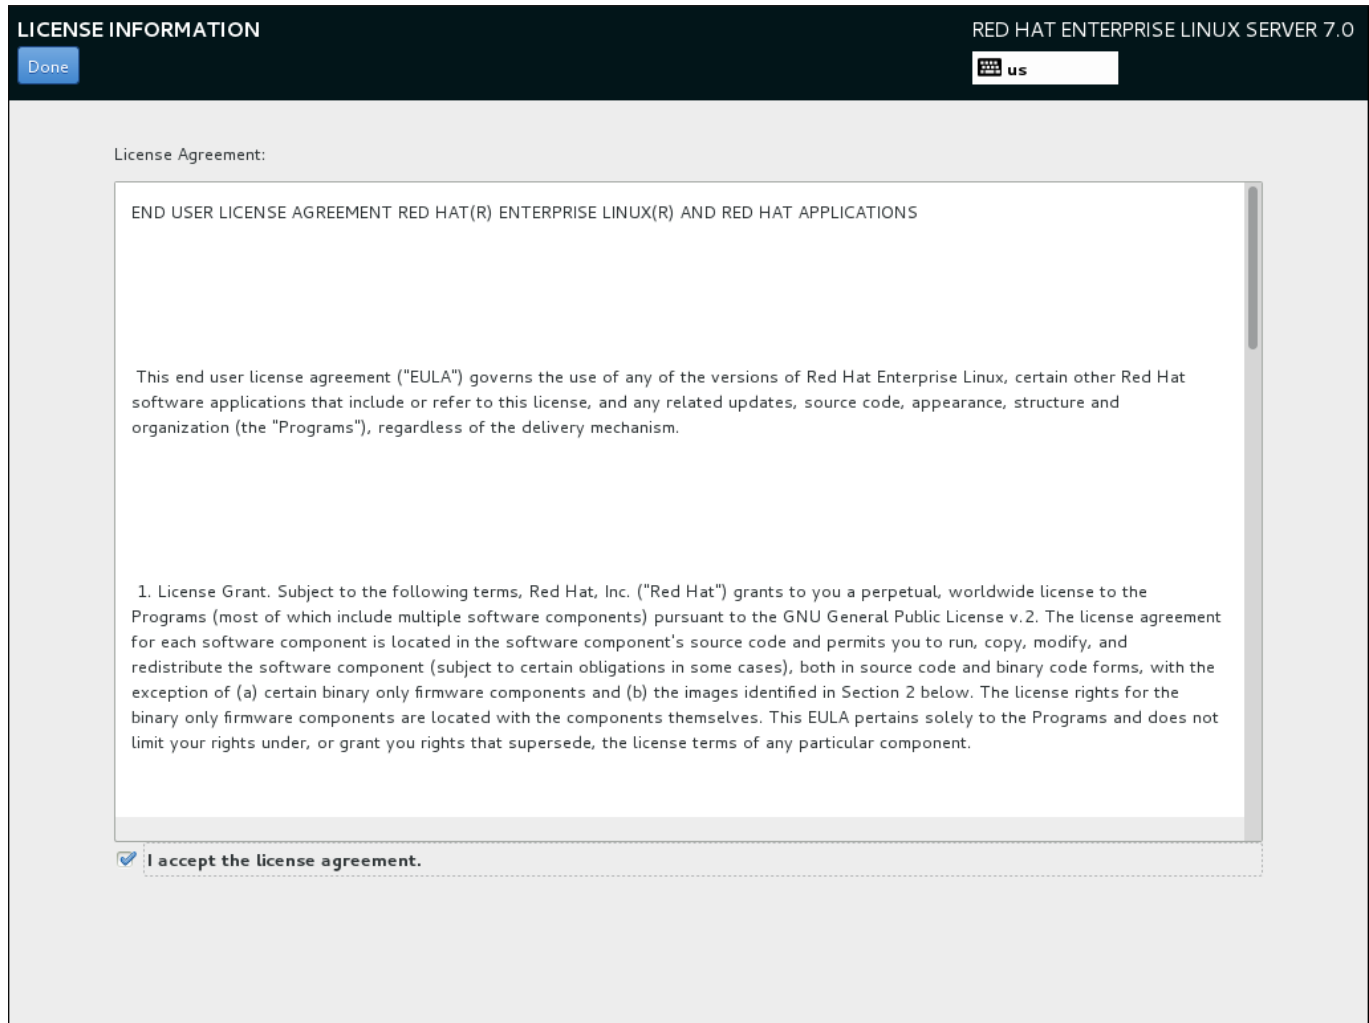 LICENSE INFORMATION
RED HAT ENTERPRISE LINUX SERVER 7.0
Done
us
License Agreement:
END USER LICENSE AGREEMENT RED HAT(R) ENTERPRISE LINUX(R) AND RED HAT APPLICATIONS
This end user license agreement ("EULA") governs the use of any of the versions of Red Hat Enterprise Linux, certain other Red Hat
software applications that include or refer to this license, and any related updates, source code, appearance, structure and
organization (the "Programs"), regardless of the delivery mechanism.
1. License Grant. Subject to the following terms, Red Hat, Inc. ("Red Hat") grants to you a perpetual, worldwide license to the
Programs (most of which include multiple software components) pursuant to the GNU General Public License v.2. The license agreement
for each software component is located in the software component's source code and permits you to run, copy, modify, and
redistribute the software component (subject to certain obligations in some cases), both in source code and binary code forms, with the
exception of (a) certain binary only firmware components and (b) the images identified in Section 2 below. The license rights for the
binary only firmware components are located with the components themselves. This EULA pertains solely to the Programs and does not
limit your rights under, or grant you rights that supersede, the license terms of any particular component.
I accept the license agreement.